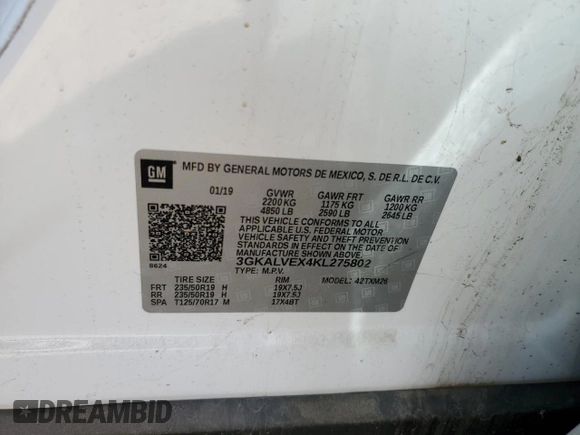 GM
MFD BY GENERAL MOTORS DE MEXICO, S. DE R.L. DE C.V.
01/19 GVWR GAWR FRT GAWR RR
2200 KG 1175 KG 1200 KG
4850 LB 2590 LB 2645 LB
THIS VEHICLE CONFORMS TO ALL
APPLICABLE U.S. FEDERAL MOTOR
VEHICLE SAFETY AND THEFT
PREVENTION STANDARDS IN
EFFECT ON THE DATE OF
MANUFACTURE SHOWN ABOVE.
8624 3GKALVEX4KL275802
TYPE: M.P.V. MODEL: 42TXM26
TIRE SIZE RIM
FRT 235/50R19 H 19X7.5J
RR 235/50R19 H 19X7.5J
SPA T125/70R17 M 17X4BT
DREAMBID